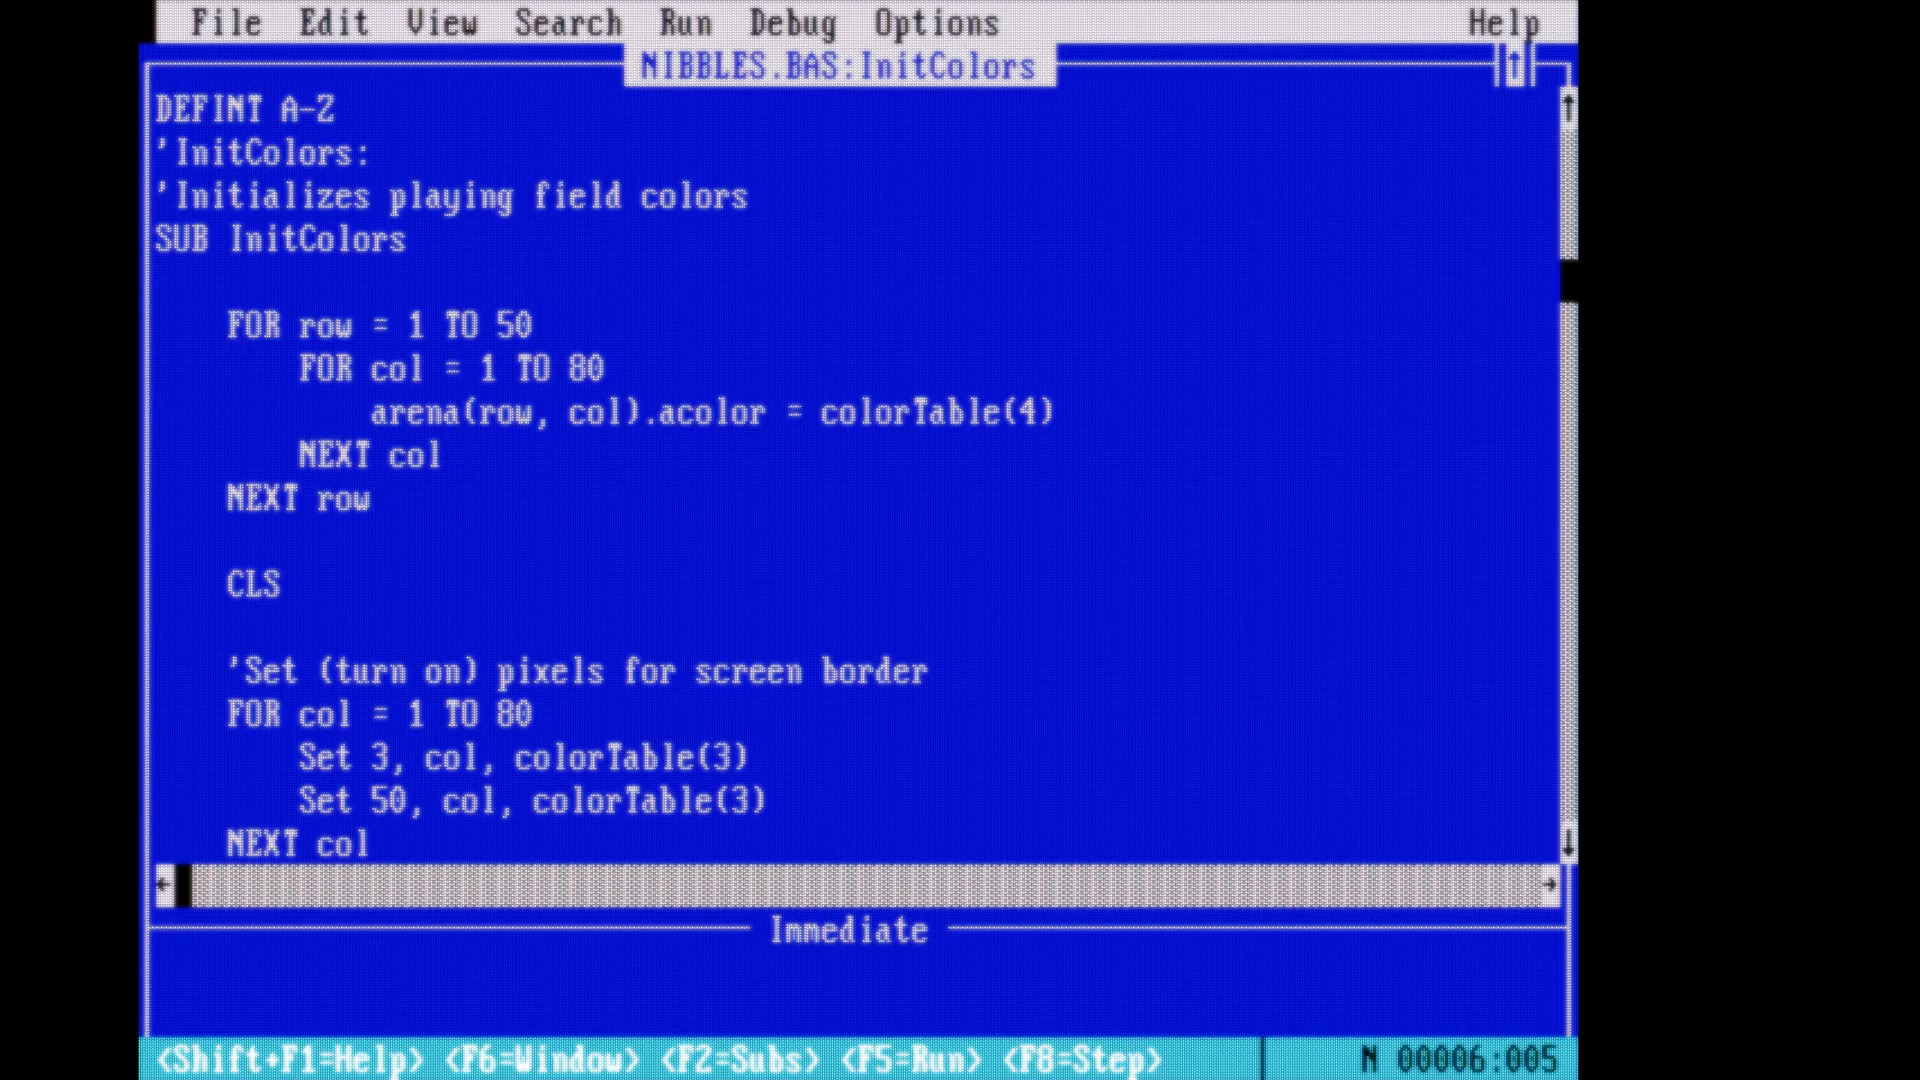 File Edit View Search Run Debug Options Help
NIBBLES.BAS:InitColors
DEFINT A-Z
'InitColors:
'Initializes playing field colors
SUB InitColors
FOR row = 1 TO 50
FOR col = 1 TO 80
arena(row, col).acolor = colorTable(4)
NEXT col
NEXT row
CLS
'Set (turn on) pixels for screen border
FOR col = 1 TO 80
Set 3, col, colorTable(3)
Set 50, col, colorTable(3)
NEXT col
Immediate
<Shift+F1=Help> <F6=Window> <F2=Subs> <F5=Run> <F8=Step> N 00006:005